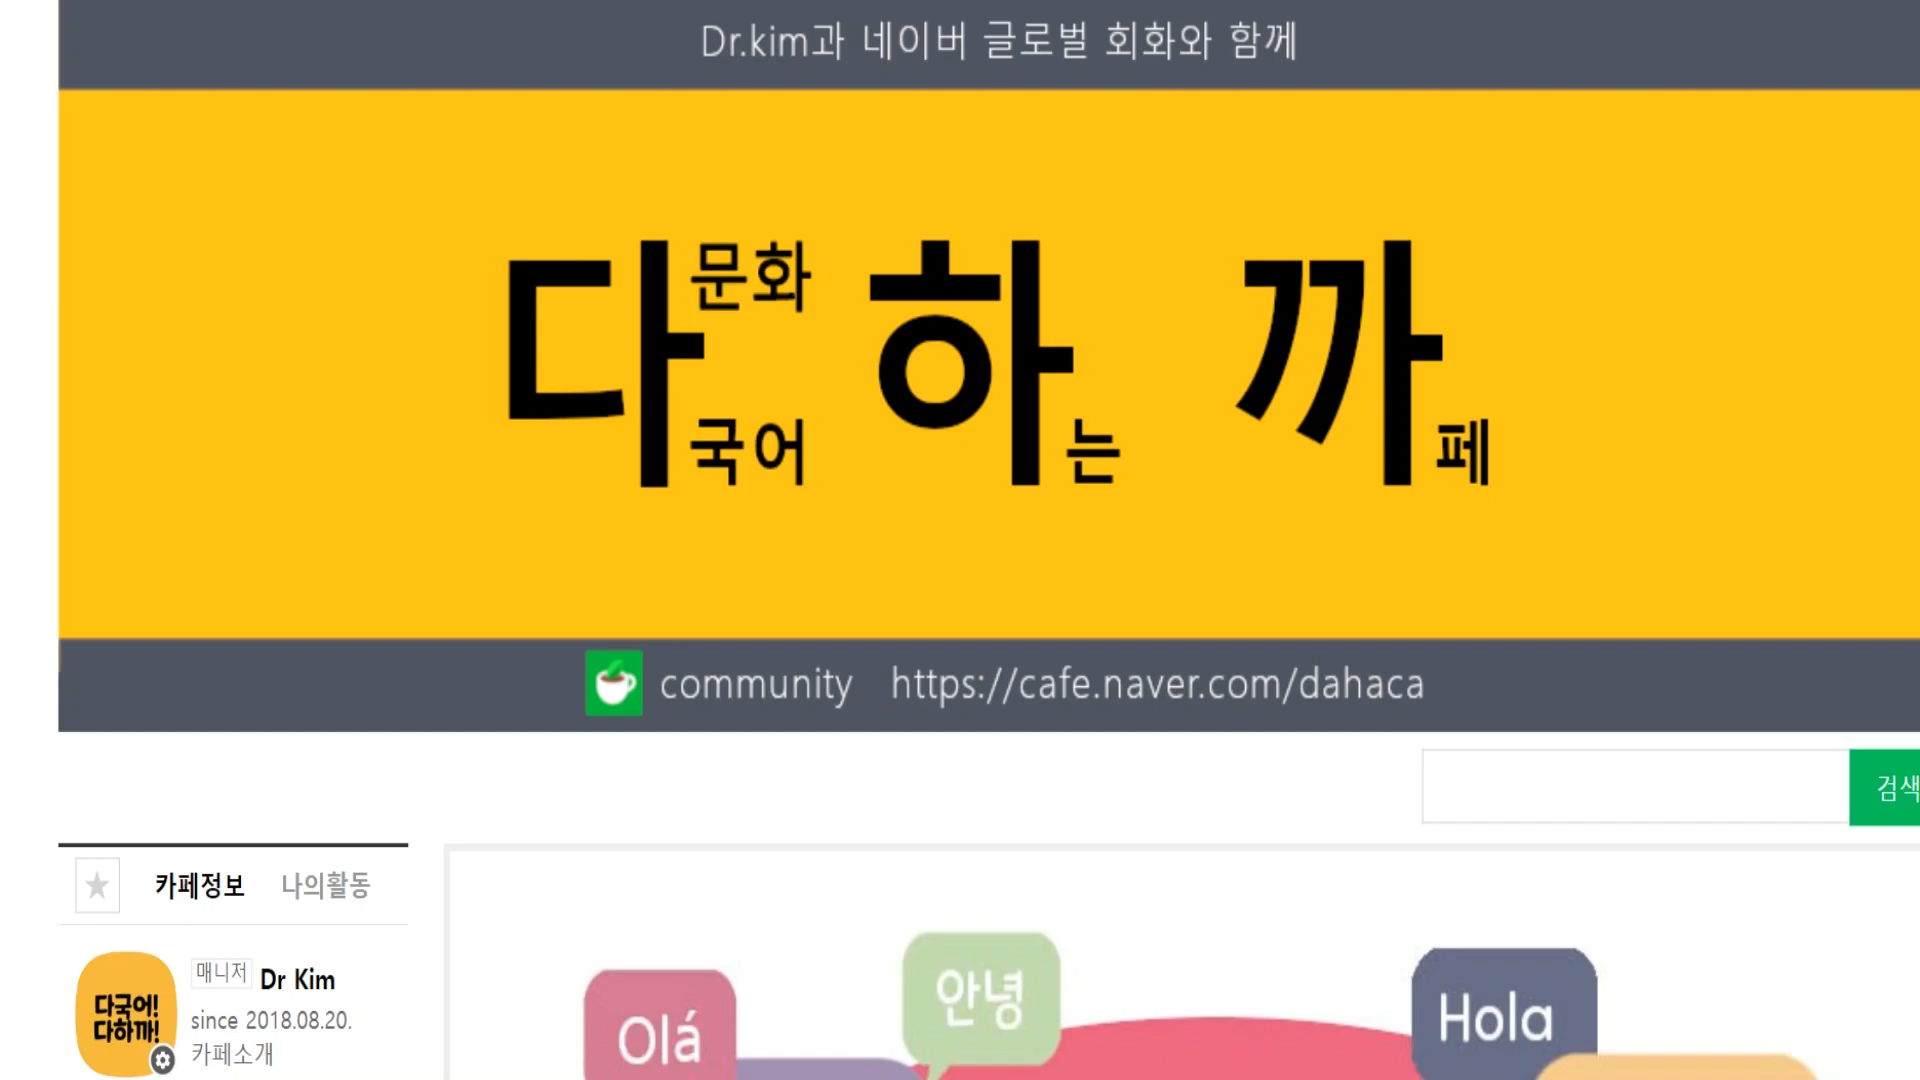 Dr.kim과 네이버 글로벌 회화와 함께
다문화국어 하는 까페
community https://cafe.naver.com/dahaca
검색
카페정보 나의활동
매니저 Dr Kim
다국어!
다하까!
since 2018.08.20.
카페소개
Olá
안녕
Hola